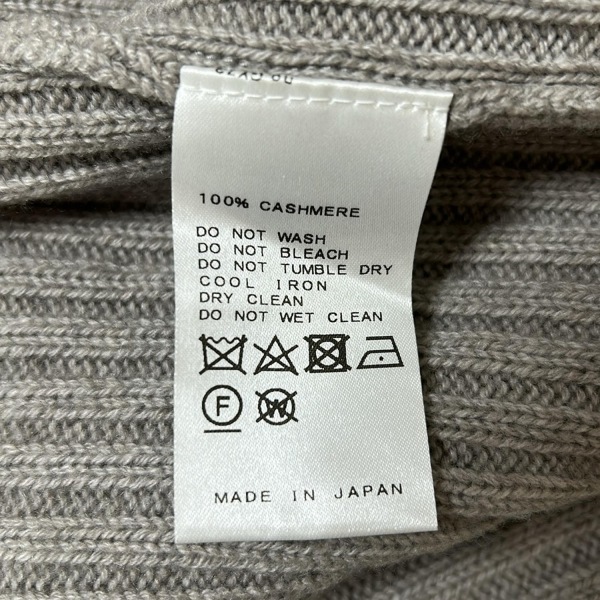 100% CASHMERE
DO NOT WASH
DO NOT BLEACH
DO NOT TUMBLE DRY
COOL IRON
DRY CLEAN
DO NOT WET CLEAN
F W
MADE IN JAPAN